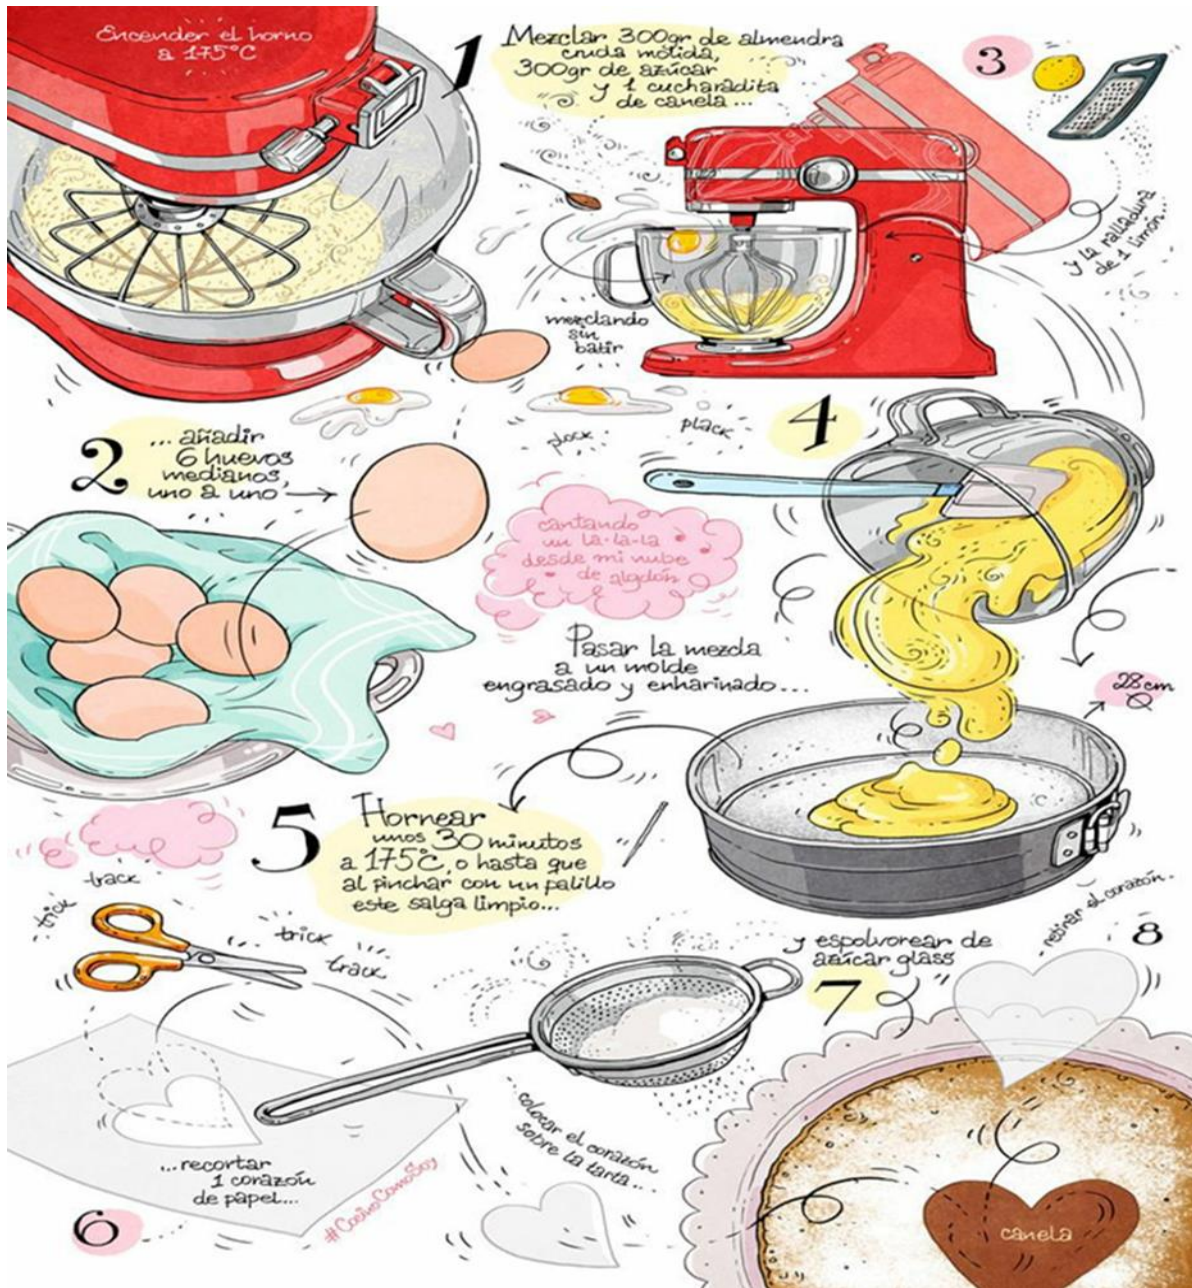 Encender el horno
a 175°C
1
Mezclar 300gr de almendra
cruda molida,
300gr de azúcar
y 1 cucharadita
de canela ...
2
... añadir
6 huevos
medianos,
uno a uno
mezclando
sin
batir
3
y la ralladura
de 1 limón...
plock
plack
cantando
un la-la-la
desde mi nube
de algodón
4
Pasar la mezcla
a un molde
engrasado y enharinado...
28 cm
Ø
5
Hornear
unos 30 minutos
a 175°C, o hasta que
al pinchar con un palillo
este salga limpio...
trick
track
trick
track
6
...recortar
1 corazón
de papel...
#CocinoComoSoy
colocar el corazón
sobre la tarta...
7
y espolvorear de
azúcar glass
8
retirar el corazón.
canela